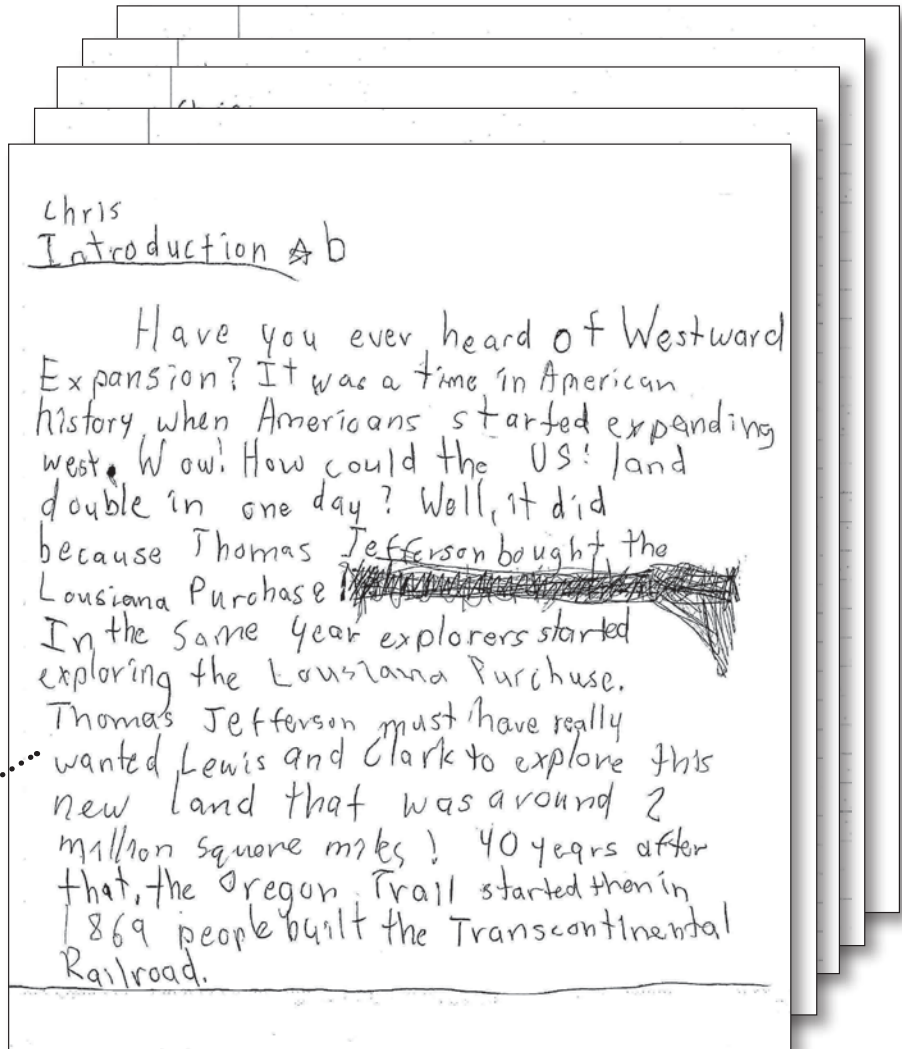 Chris
Introduction ☆ b
Have you ever heard of Westward
Expansion? It was a time in American
history when Americans started expanding
west. Wow! How could the US! land
double in one day? Well, it did
because Thomas Jefferson bought the
Lousiana Purchase
In the same year explorers started
exploring the Lousiana Purchuse.
Thomas Jefferson must have really
wanted Lewis and Clark to explore this
new land that was around 2
million square miles! 40 years after
that, the Oregon Trail started then in
1869 people built the Transcontinental
Railroad.